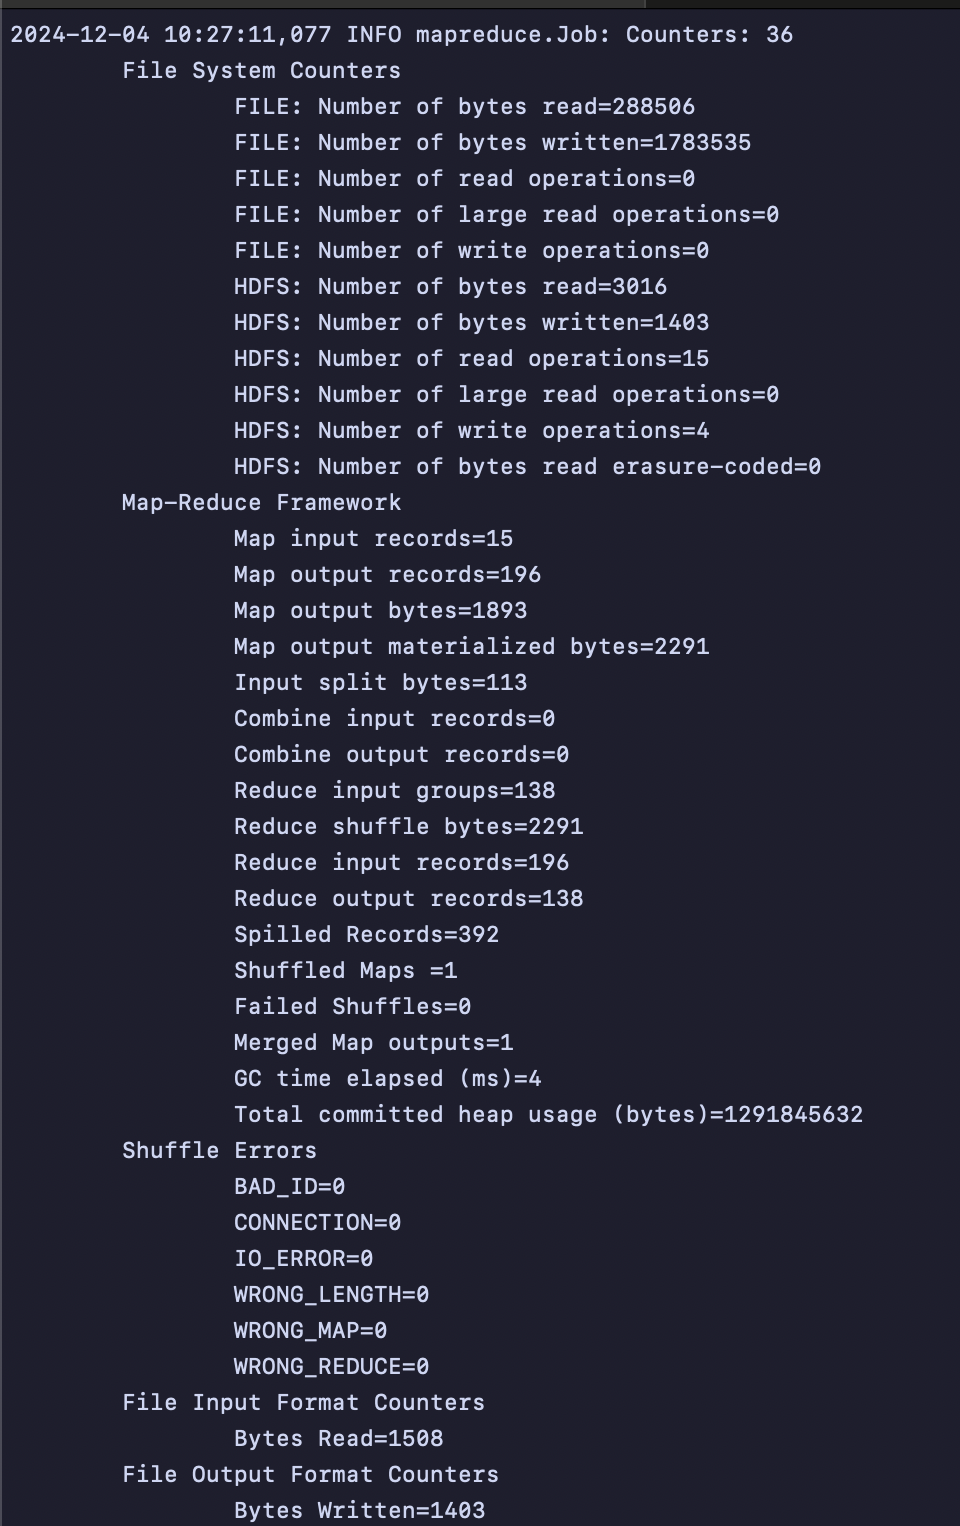 2024-12-04 10:27:11,077 INFO mapreduce.Job: Counters: 36
File System Counters
FILE: Number of bytes read=288506
FILE: Number of bytes written=1783535
FILE: Number of read operations=0
FILE: Number of large read operations=0
FILE: Number of write operations=0
HDFS: Number of bytes read=3016
HDFS: Number of bytes written=1403
HDFS: Number of read operations=15
HDFS: Number of large read operations=0
HDFS: Number of write operations=4
HDFS: Number of bytes read erasure-coded=0
Map-Reduce Framework
Map input records=15
Map output records=196
Map output bytes=1893
Map output materialized bytes=2291
Input split bytes=113
Combine input records=0
Combine output records=0
Reduce input groups=138
Reduce shuffle bytes=2291
Reduce input records=196
Reduce output records=138
Spilled Records=392
Shuffled Maps =1
Failed Shuffles=0
Merged Map outputs=1
GC time elapsed (ms)=4
Total committed heap usage (bytes)=1291845632
Shuffle Errors
BAD_ID=0
CONNECTION=0
IO_ERROR=0
WRONG_LENGTH=0
WRONG_MAP=0
WRONG_REDUCE=0
File Input Format Counters
Bytes Read=1508
File Output Format Counters
Bytes Written=1403